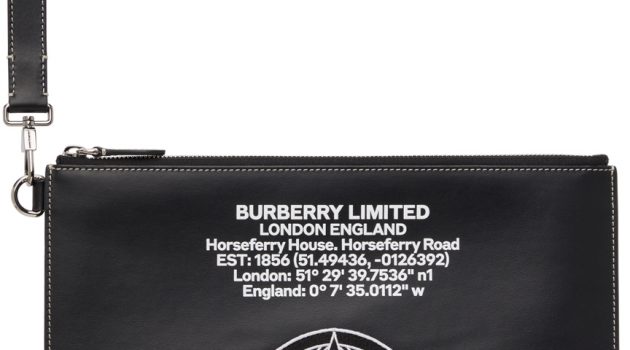 BURBERRY LIMITED
LONDON ENGLAND
Horseferry House. Horseferry Road
EST: 1856 (51.49436, -0126392)
London: 51° 29' 39.7536" n1
England: 0° 7' 35.0112" w